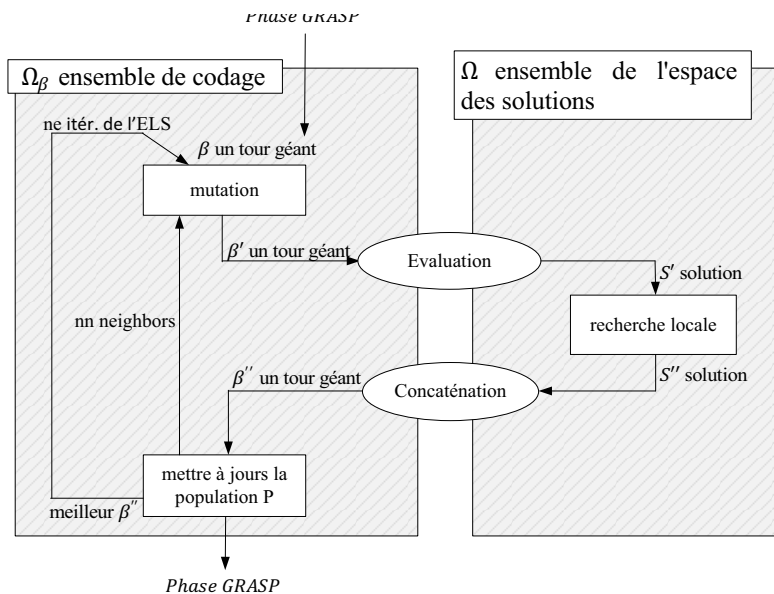 Phase GRASP
Ω_β ensemble de codage
Ω ensemble de l'espace
des solutions
ne itér. de l'ELS
β un tour géant
mutation
β' un tour géant
Evaluation
S' solution
nn neighbors
recherche locale
β'' un tour géant
Concaténation
S'' solution
mettre à jours la
population P
meilleur β''
Phase GRASP